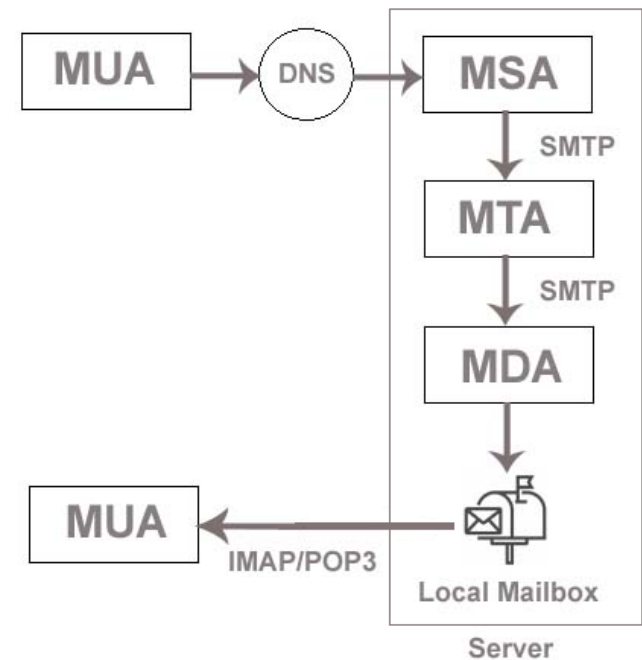 MUA
DNS
MSA
SMTP
MTA
SMTP
MDA
MUA
IMAP/POP3
Local Mailbox
Server